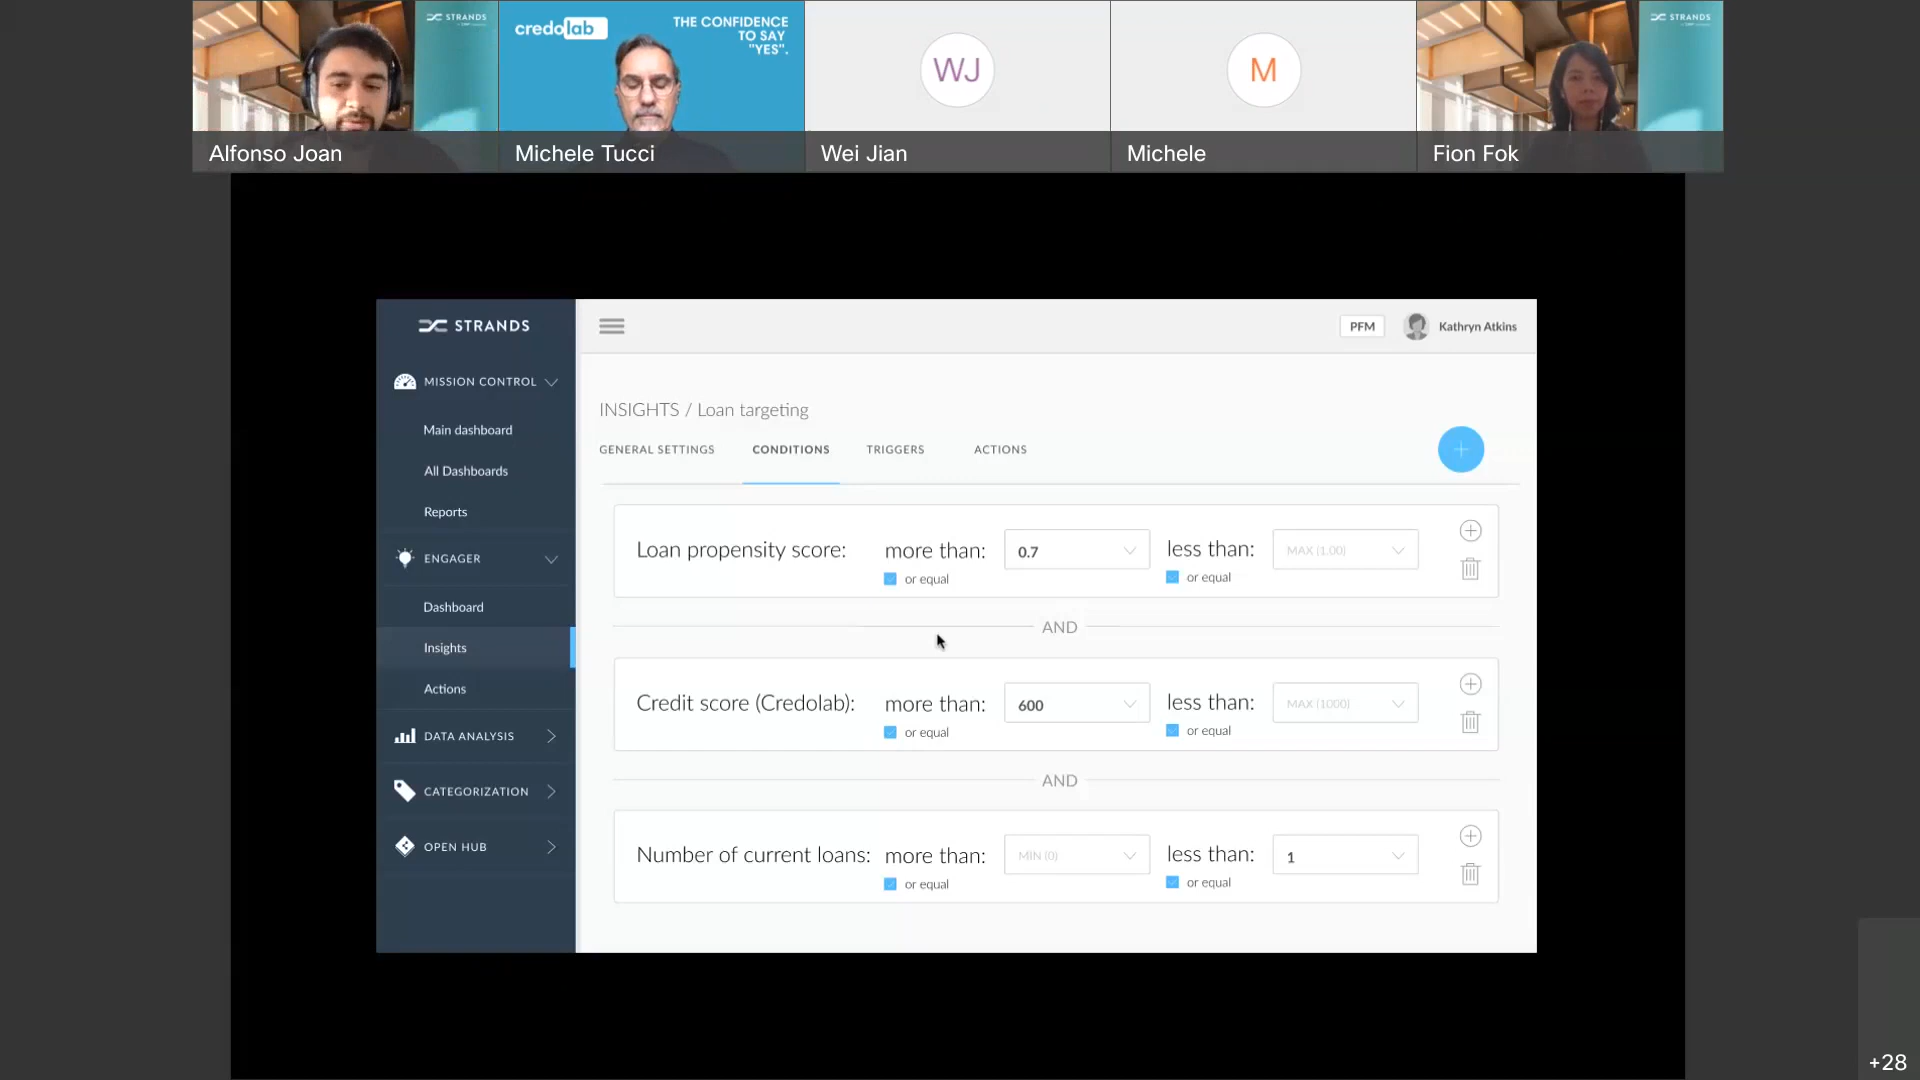 STRANDS
credolab
THE CONFIDENCE
TO SAY
"YES".
WJ
M
STRANDS
Alfonso Joan
Michele Tucci
Wei Jian
Michele
Fion Fok
STRANDS
PFM
Kathryn Atkins
MISSION CONTROL
Main dashboard
All Dashboards
Reports
ENGAGER
Dashboard
Insights
Actions
DATA ANALYSIS
CATEGORIZATION
OPEN HUB
INSIGHTS / Loan targeting
GENERAL SETTINGS CONDITIONS TRIGGERS ACTIONS
Loan propensity score: more than: 0.7 less than: MAX (1.00)
or equal or equal
AND
Credit score (Credolab): more than: 600 less than: MAX (1000)
or equal or equal
AND
Number of current loans: more than: MIN (0) less than: 1
or equal or equal
+28